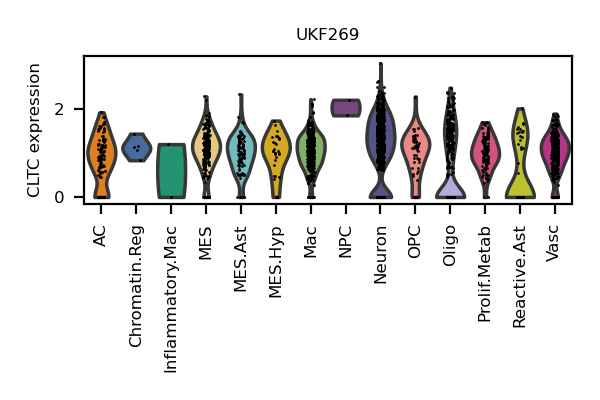 UKF269
CLTC expression
2
0
AC
Chromatin.Reg
Inflammatory.Mac
MES
MES.Ast
MES.Hyp
Mac
NPC
Neuron
OPC
Oligo
Prolif.Metab
Reactive.Ast
Vasc